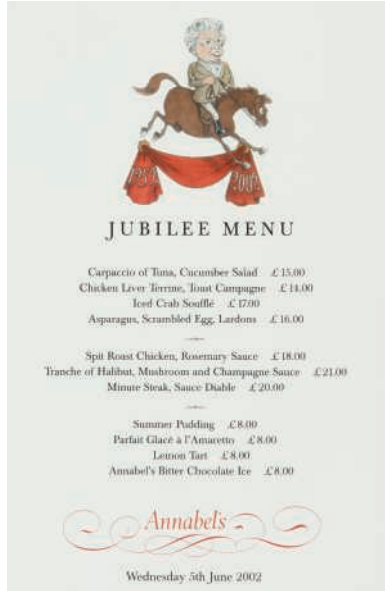 2002
JUBILEE MENU
Carpaccio of Tuna, Cucumber Salad £15.00
Chicken Liver Terrine, Toast Campagne £14.00
Iced Crab Soufflé £17.00
Asparagus, Scrambled Egg, Lardons £16.00
Spit Roast Chicken, Rosemary Sauce £18.00
Tranche of Halibut, Mushroom and Champagne Sauce £21.00
Minute Steak, Sauce Diable £20.00
Summer Pudding £8.00
Parfait Glacé à l'Amaretto £8.00
Lemon Tart £8.00
Annabel's Bitter Chocolate Ice £8.00
Annabel's
Wednesday 5th June 2002